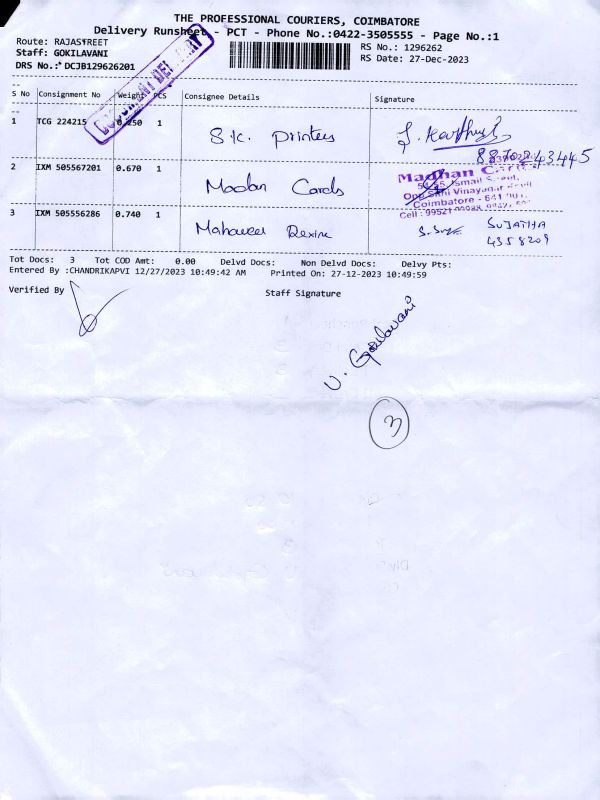 THE PROFESSIONAL COURIERS, COIMBATORE
Delivery Runsheet - PCT - Phone No.:0422-3505555 - Page No.:1
Route: RAJASTREET
Staff: GOKILAVANI
DRS No.: DCJB129626201
RS No.: 1296262
RS Date: 27-Dec-2023
S No Consignment No Weight PCS Consignee Details Signature
1 TCG 224215 0.250 1 S.K. Printers
2 IXM 505567201 0.670 1 Cards
Madhan
Coimbatore - 641
Cell :
3 IXM 505556286 0.740 1 Mahaveer Rexine
SUJATHA
4358209
Tot Docs: 3 Tot COD Amt: 0.00 Delvd Docs: Non Delvd Docs: Delvy Pts:
Entered By :CHANDRIKAPVI 12/27/2023 10:49:42 AM Printed On: 27-12-2023 10:49:59
Verified By Staff Signature
V. Gokilavani
3